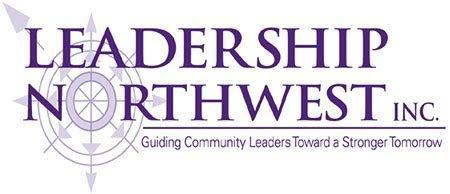 LEADERSHIP
NORTHWEST INC.
Guiding Community Leaders Toward a Stronger Tomorrow